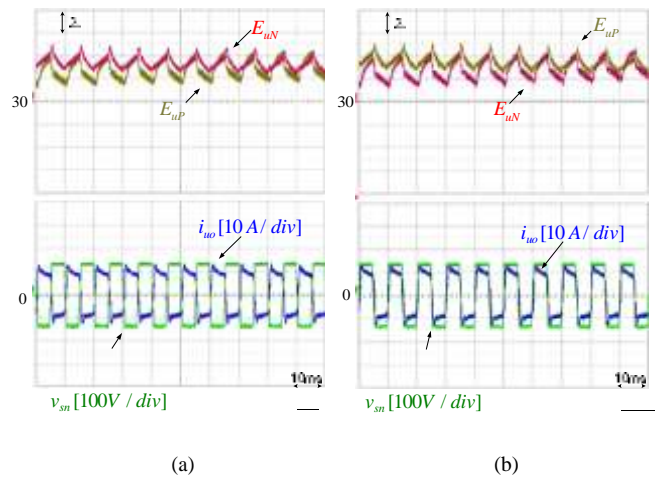 E_uN
E_uP
30
i_uo [10 A / div]
0
10ms
v_sn [100V / div]
(a)
E_uP
E_uN
30
i_uo [10 A / div]
0
10ms
v_sn [100V / div]
(b)